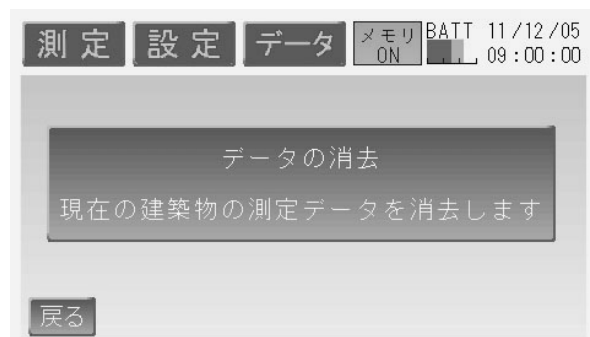 測定 設定 データ メモリ BATT 11/12/05
ON 09:00:00
データの消去
現在の建築物の測定データを消去します
戻る